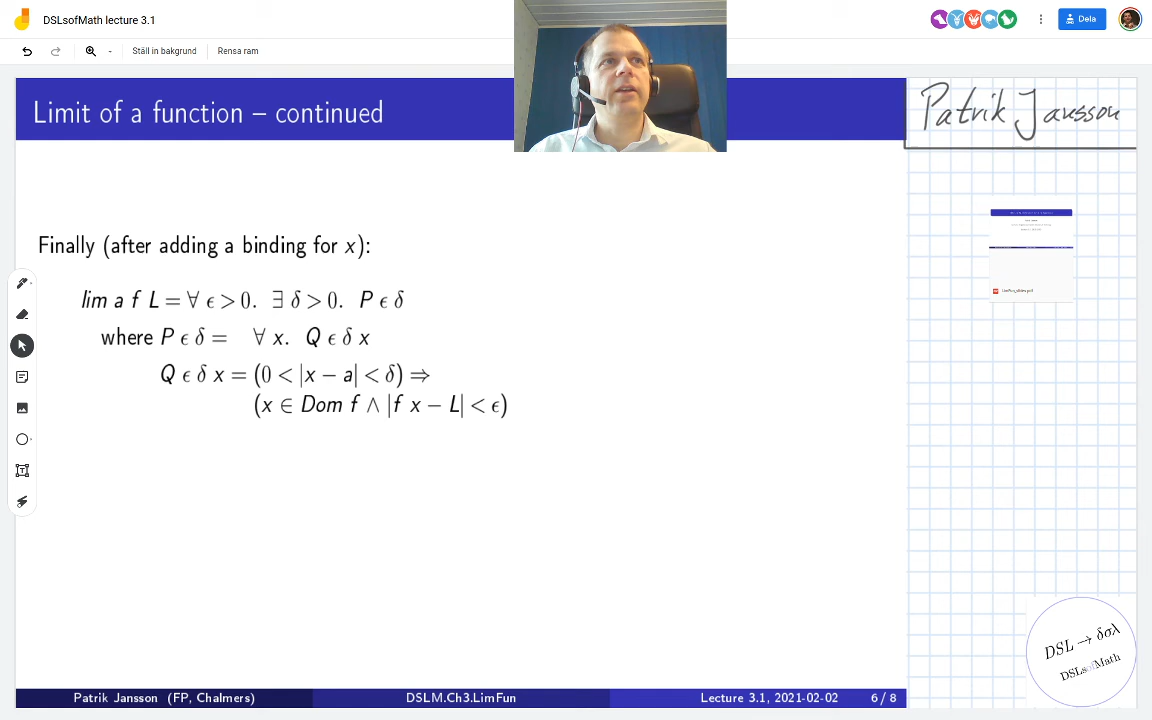 DSLsofMath lecture 3.1
Dela
Ställ in bakgrund
Rensa ram
Limit of a function – continued
Patrik Jansson
Finally (after adding a binding for x):
lim a f L = ∀ ϵ > 0. ∃ δ > 0. P ϵ δ
where P ϵ δ = ∀ x. Q ϵ δ x
Q ϵ δ x = (0 < |x − a| < δ) ⇒
(x ∈ Dom f ∧ |f x − L| < ϵ)
DSL → δσλ
DSLsofMath
Patrik Jansson (FP, Chalmers)
DSLM.Ch3.LimFun
Lecture 3.1, 2021-02-02
6 / 8